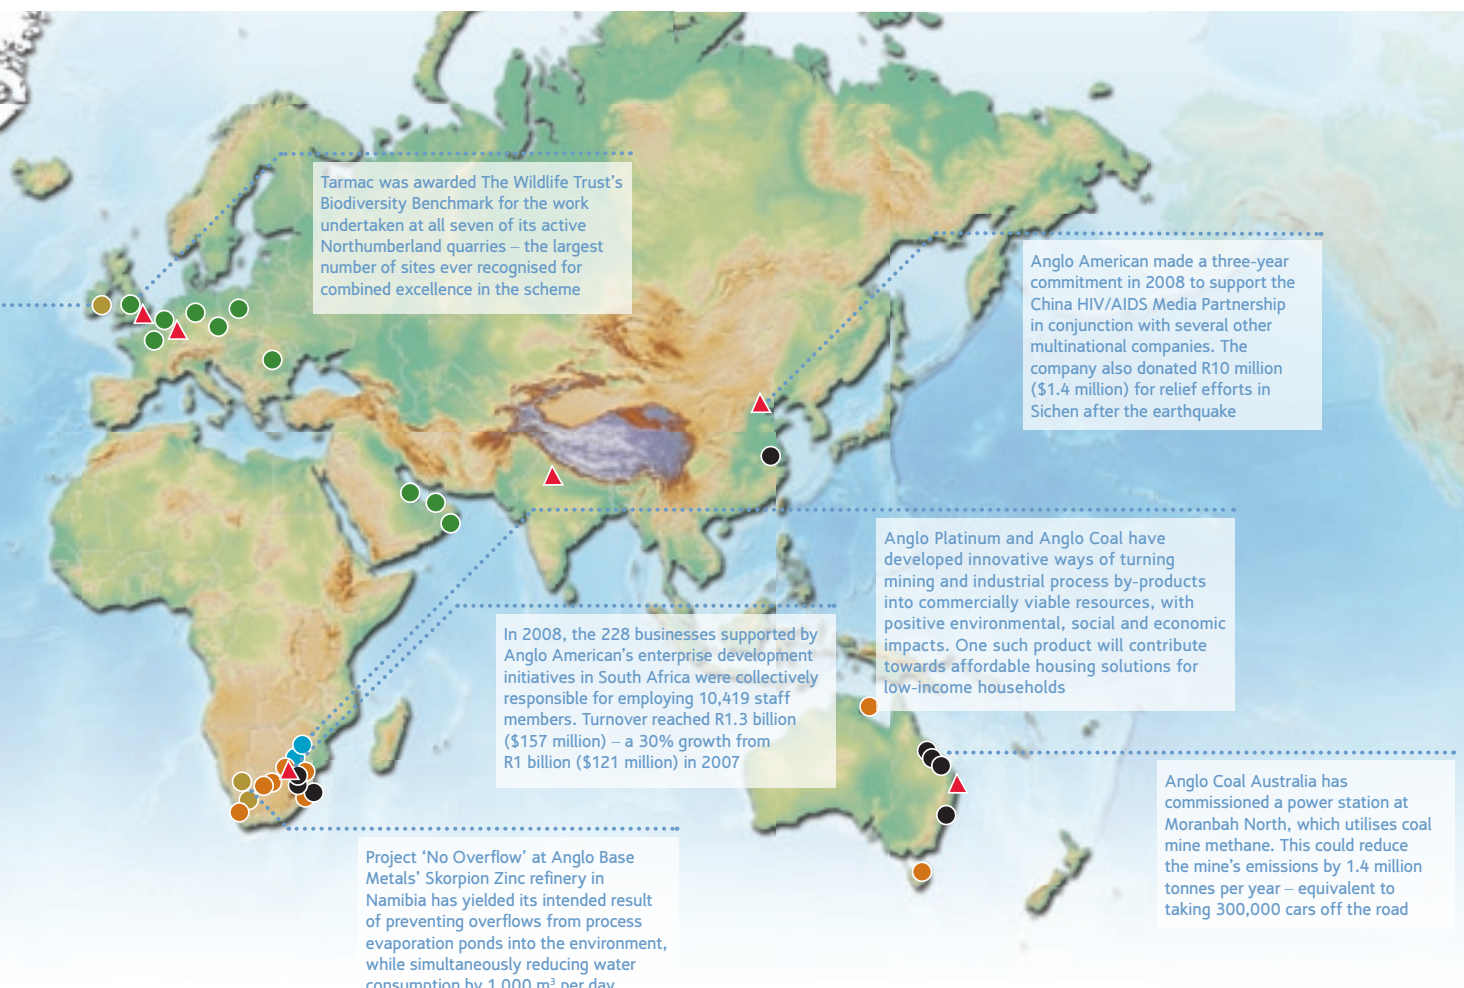 Tarmac was awarded The Wildlife Trust's
Biodiversity Benchmark for the work
undertaken at all seven of its active
Northumberland quarries – the largest
number of sites ever recognised for
combined excellence in the scheme
Anglo American made a three-year
commitment in 2008 to support the
China HIV/AIDS Media Partnership
in conjunction with several other
multinational companies. The
company also donated R10 million
($1.4 million) for relief efforts in
Sichen after the earthquake
Anglo Platinum and Anglo Coal have
developed innovative ways of turning
mining and industrial process by-products
into commercially viable resources, with
positive environmental, social and economic
impacts. One such product will contribute
towards affordable housing solutions for
low-income households
In 2008, the 228 businesses supported by
Anglo American's enterprise development
initiatives in South Africa were collectively
responsible for employing 10,419 staff
members. Turnover reached R1.3 billion
($157 million) – a 30% growth from
R1 billion ($121 million) in 2007
Anglo Coal Australia has
commissioned a power station at
Moranbah North, which utilises coal
mine methane. This could reduce
the mine's emissions by 1.4 million
tonnes per year – equivalent to
taking 300,000 cars off the road
Project 'No Overflow' at Anglo Base
Metals' Skorpion Zinc refinery in
Namibia has yielded its intended result
of preventing overflows from process
evaporation ponds into the environment,
while simultaneously reducing water
consumption by 1,000 m³ per day